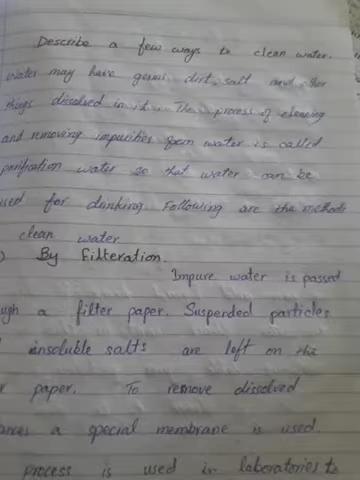 Describe a few ways to clean water.
water may have germs dirt, salt and other
things dissolved in it. The process of cleaning
and removing impurities from water is called
purification water so that water can be
used for drinking. Following are the methods
clean water
) By Filteration.
Impure water is passed
ugh a filter paper. Suspended particles
insoluble salts are left on the
r paper. To remove dissolved
ances a special membrane is used.
process is used in laboratories to